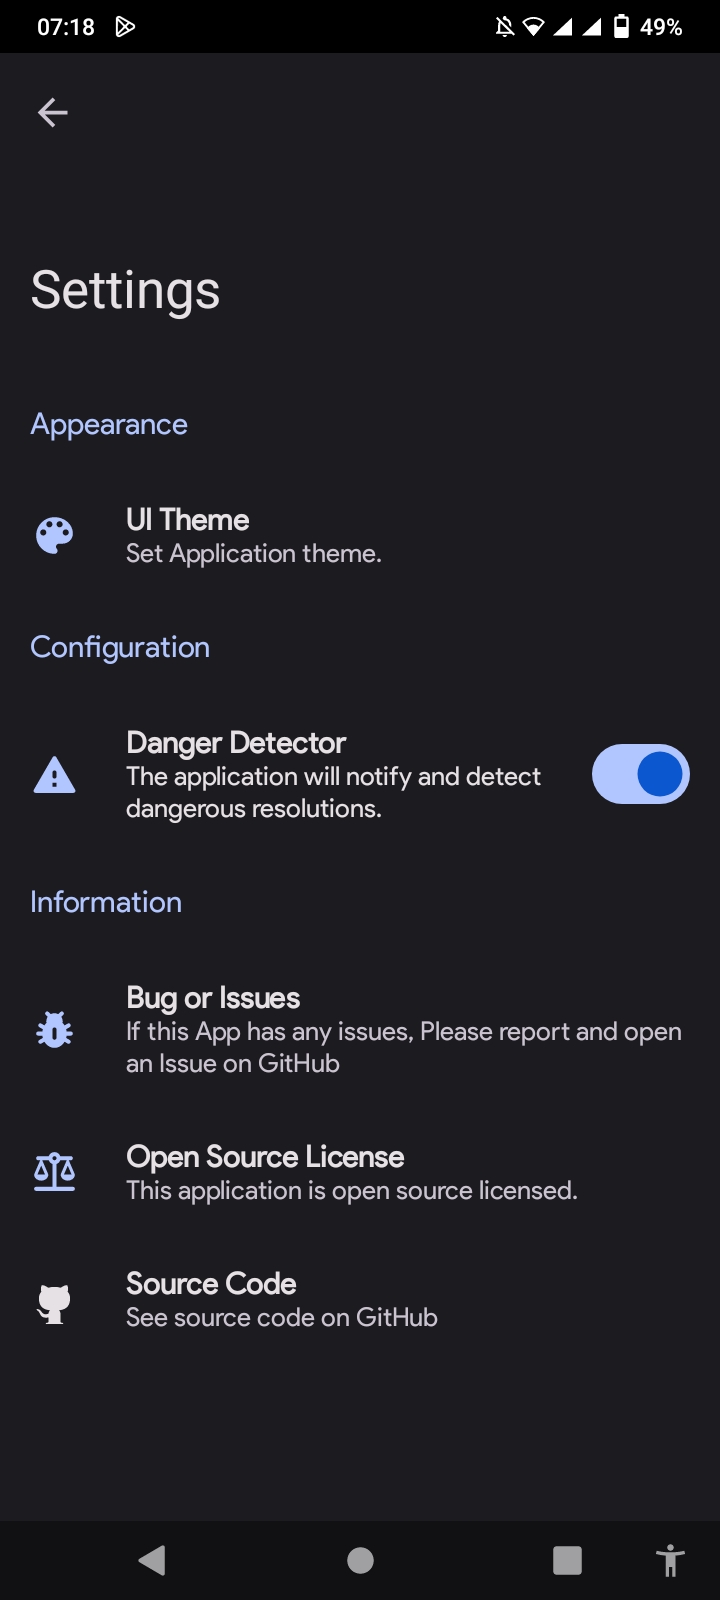 07:18
49%
Settings
Appearance
UI Theme
Set Application theme.
Configuration
Danger Detector
The application will notify and detect
dangerous resolutions.
Information
Bug or Issues
If this App has any issues, Please report and open
an Issue on GitHub
Open Source License
This application is open source licensed.
Source Code
See source code on GitHub